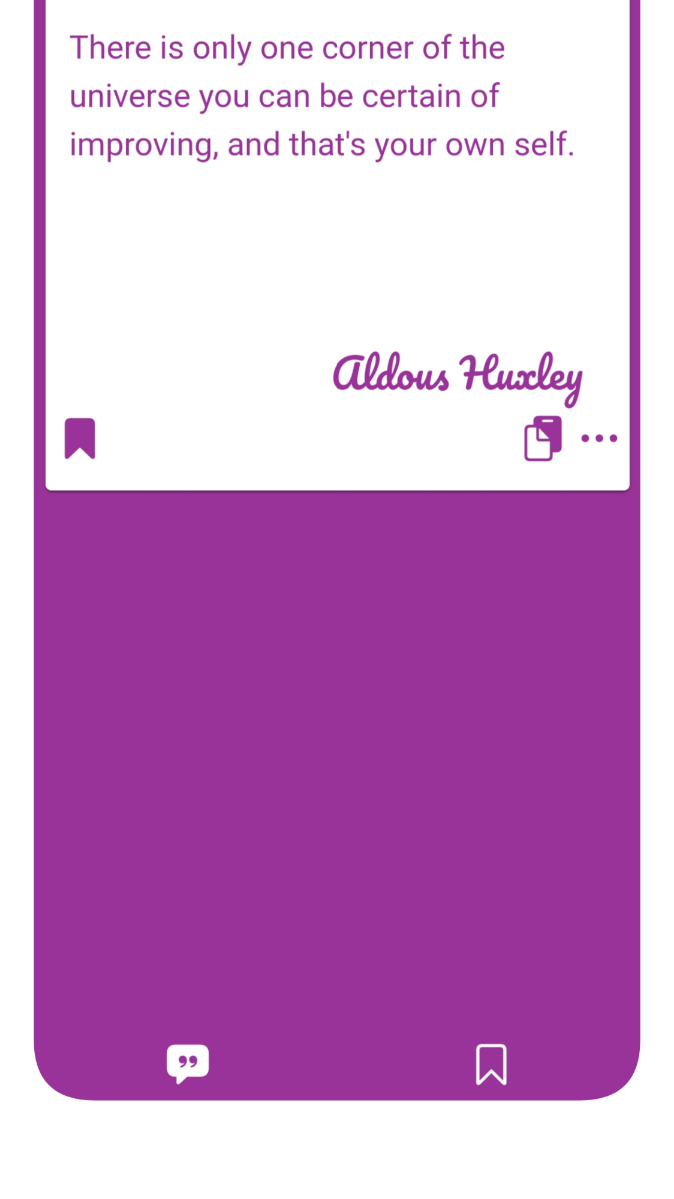 There is only one corner of the
universe you can be certain of
improving, and that's your own self.
Aldous Huxley